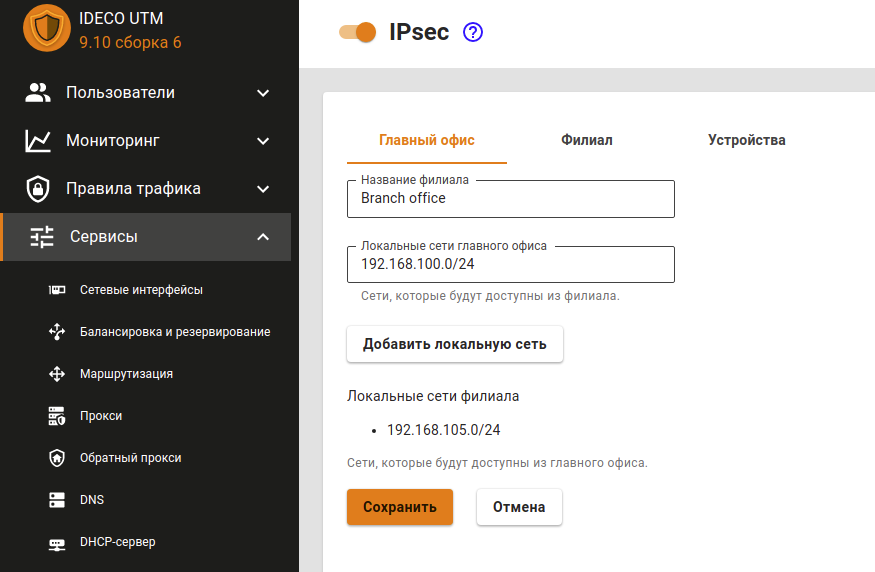 IDECO UTM
9.10 сборка 6
Пользователи
Мониторинг
Правила трафика
Сервисы
Сетевые интерфейсы
Балансировка и резервирование
Маршрутизация
Прокси
Обратный прокси
DNS
DHCP-сервер
IPsec
Главный офис
Филиал
Устройства
Название филиала
Branch office
Локальные сети главного офиса
192.168.100.0/24
Сети, которые будут доступны из филиала.
Добавить локальную сеть
Локальные сети филиала
• 192.168.105.0/24
Сети, которые будут доступны из главного офиса.
Сохранить
Отмена